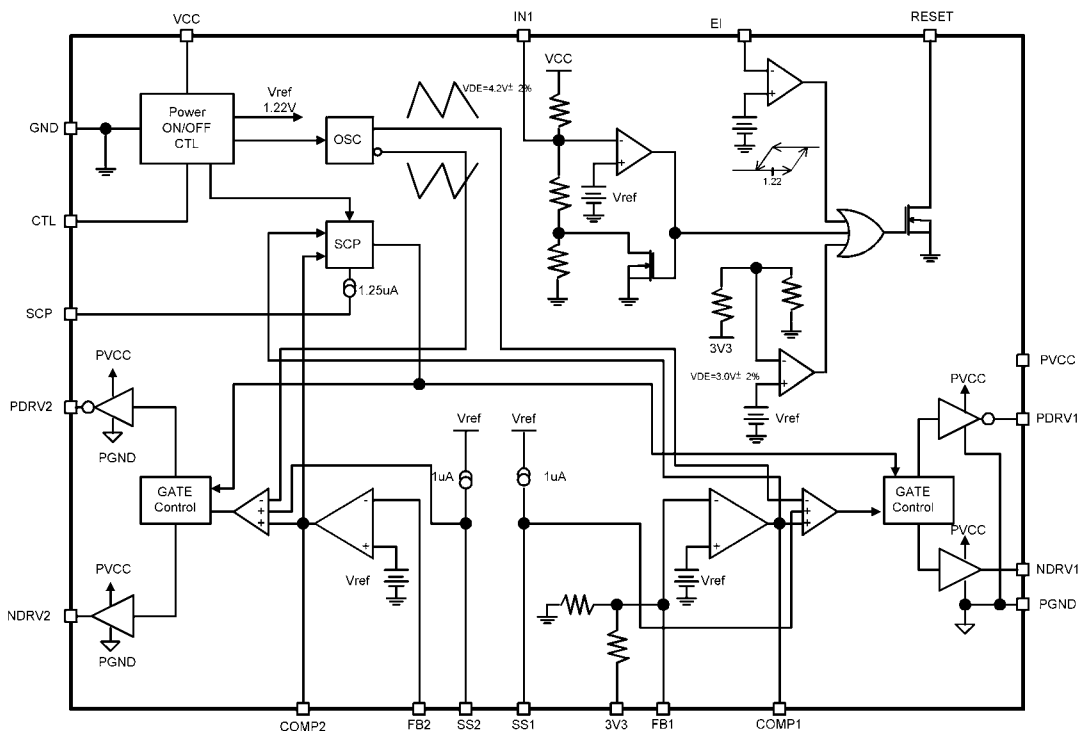 VCC
IN1
EI
RESET
VCC
Vref
1.22V
VDE=4.2V± 2%
Power
ON/OFF
CTL
OSC
GND
-
+
-
+
Vref
1.22
CTL
SCP
1.25uA
SCP
3V3
PVCC
VDE=3.0V± 2%
-
+
Vref
PVCC
PDRV2
PGND
PVCC
PDRV1
Vref
Vref
1uA
1uA
GATE
Control
-
+
+
-
+
Vref
-
+
Vref
-
+
+
GATE
Control
PVCC
NDRV1
PVCC
NDRV2
PGND
PGND
COMP2
FB2
SS2
SS1
3V3
FB1
COMP1